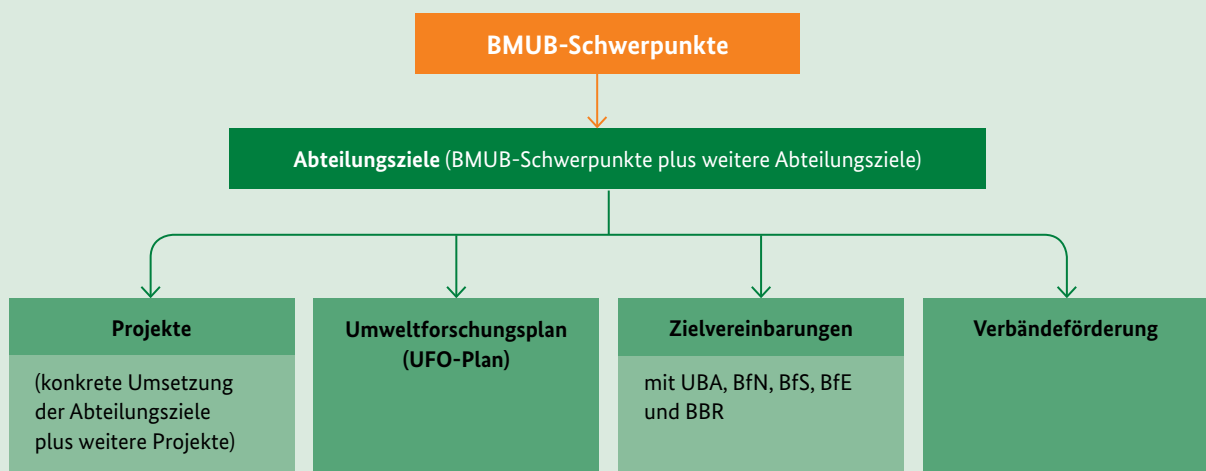 BMUB-Schwerpunkte
Abteilungsziele (BMUB-Schwerpunkte plus weitere Abteilungsziele)
Projekte
(konkrete Umsetzung
der Abteilungsziele
plus weitere Projekte)
Umweltforschungsplan
(UFO-Plan)
Zielvereinbarungen
mit UBA, BfN, BfS, BfE
und BBR
Verbändeförderung